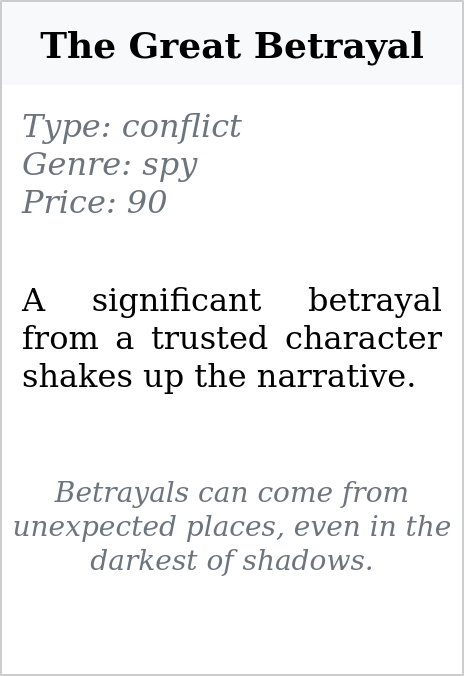 The Great Betrayal
Type: conflict
Genre: spy
Price: 90
A significant betrayal
from a trusted character
shakes up the narrative.
Betrayals can come from
unexpected places, even in the
darkest of shadows.